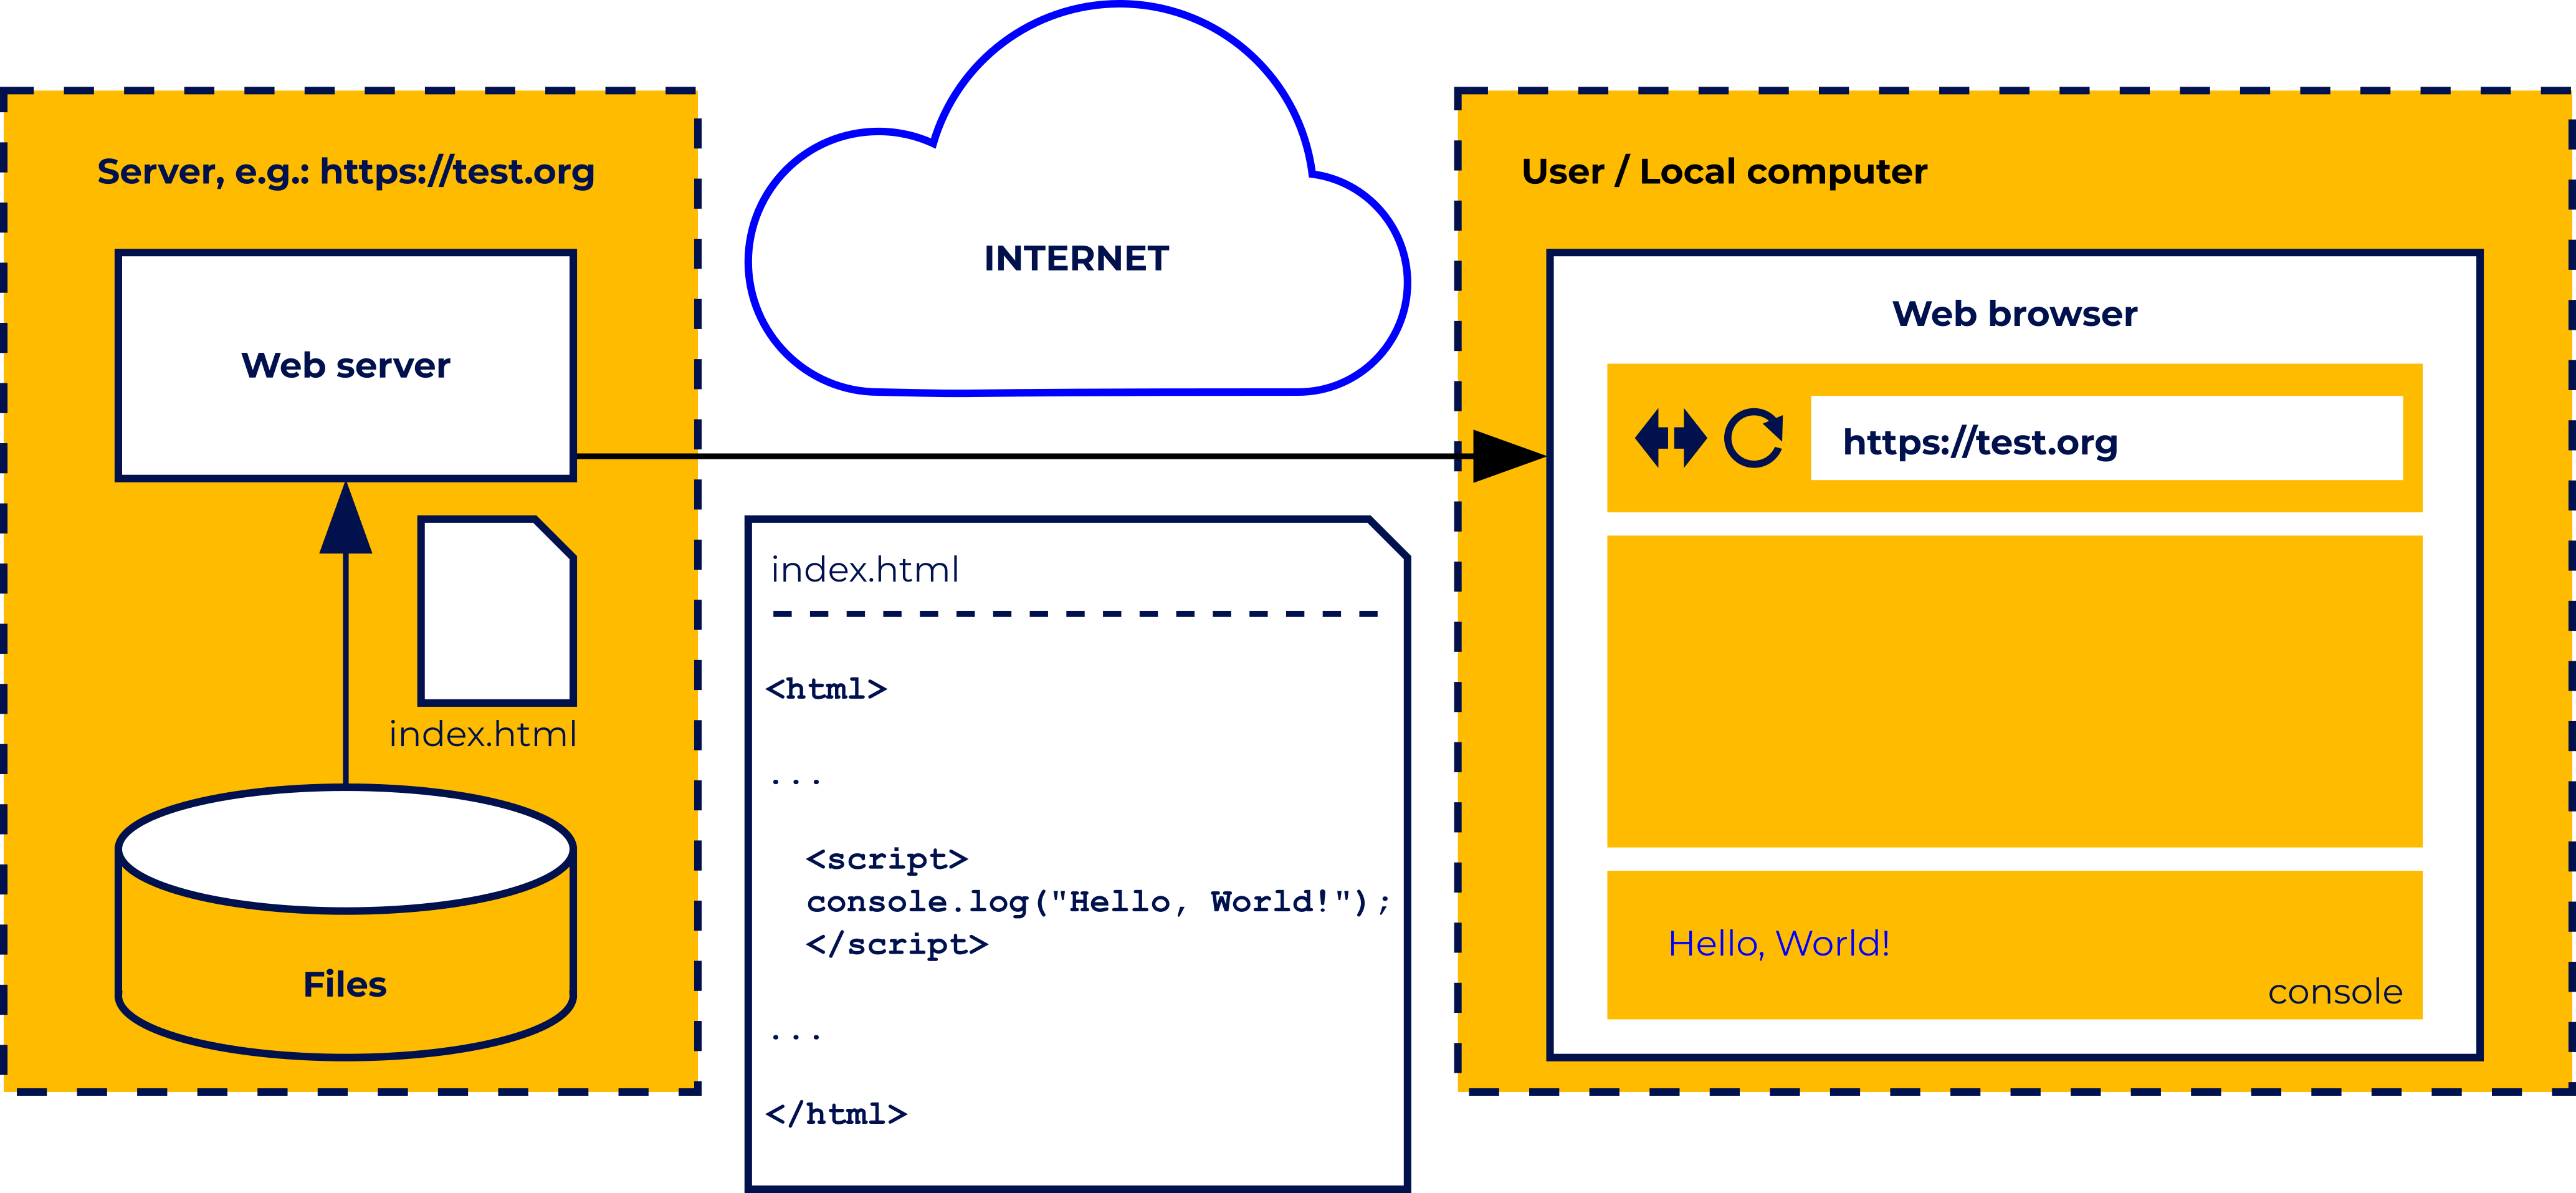 Server, e.g.: https://test.org
Web server
index.html
Files
INTERNET
index.html
<html>
...
<script>
console.log("Hello, World!");
</script>
...
</html>
User / Local computer
Web browser
https://test.org
Hello, World!
console